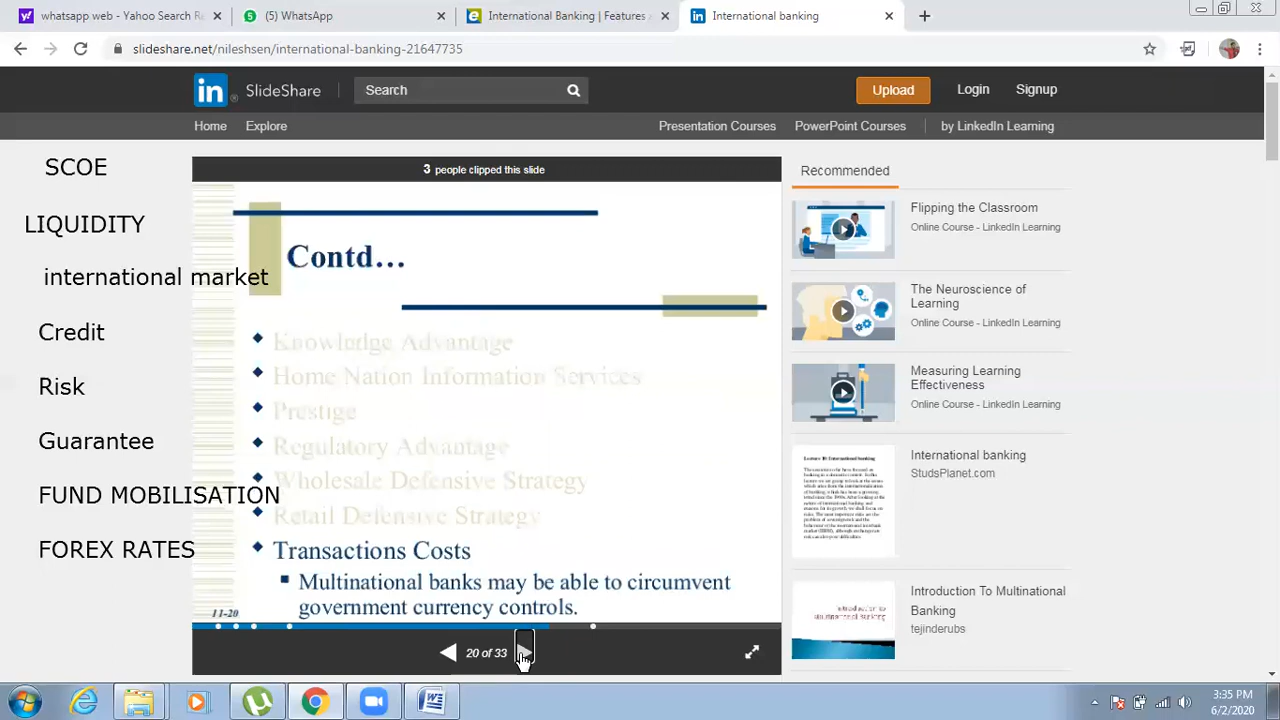 whatsapp web - Yahoo Search R
(5) WhatsApp
International Banking | Features
International banking
slideshare.net/nileshsen/international-banking-21647735
in SlideShare
Search
Upload
Login
Signup
Home
Explore
Presentation Courses
PowerPoint Courses
by LinkedIn Learning
SCOE
LIQUIDITY
international market
Credit
Risk
Guarantee
FUND MOBILISATION
FOREX RATES
3 people clipped this slide
Contd…
Knowledge Advantage
Home Nation Information Services
Prestige
Regulatory Advantage
Defensive
Transactions Costs
Multinational banks may be able to circumvent
government currency controls.
11-20
20 of 33
Recommended
Flipping the Classroom
Online Course - LinkedIn Learning
The Neuroscience of
Learning
Online Course - LinkedIn Learning
Measuring Learning
Effectiveness
Online Course - LinkedIn Learning
International banking
StudsPlanet.com
Introduction To Multinational
Banking
tejinderubs
3:35 PM
6/2/2020